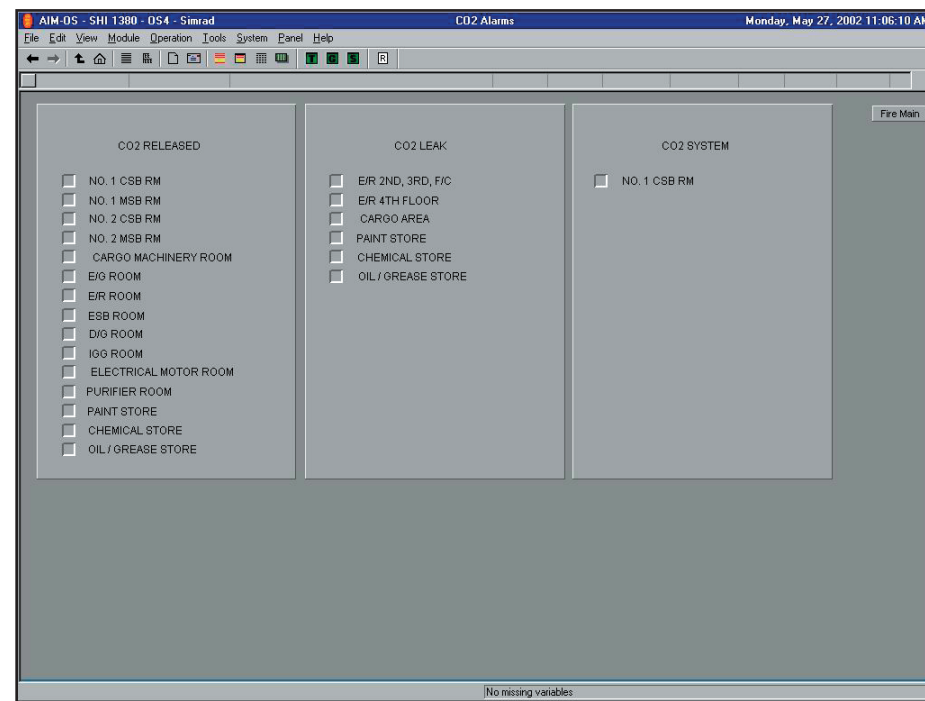 AIM-OS - SHI 1380 - OS4 - Simrad CO2 Alarms Monday, May 27, 2002 11:06:10 AM
File Edit View Module Operation Tools System Panel Help
T G S R
Fire Main
CO2 RELEASED
NO. 1 CSB RM
NO. 1 MSB RM
NO. 2 CSB RM
NO. 2 MSB RM
CARGO MACHINERY ROOM
E/G ROOM
E/R ROOM
ESB ROOM
D/G ROOM
IGG ROOM
ELECTRICAL MOTOR ROOM
PURIFIER ROOM
PAINT STORE
CHEMICAL STORE
OIL / GREASE STORE
CO2 LEAK
E/R 2ND, 3RD, F/C
E/R 4TH FLOOR
CARGO AREA
PAINT STORE
CHEMICAL STORE
OIL / GREASE STORE
CO2 SYSTEM
NO. 1 CSB RM
No missing variables